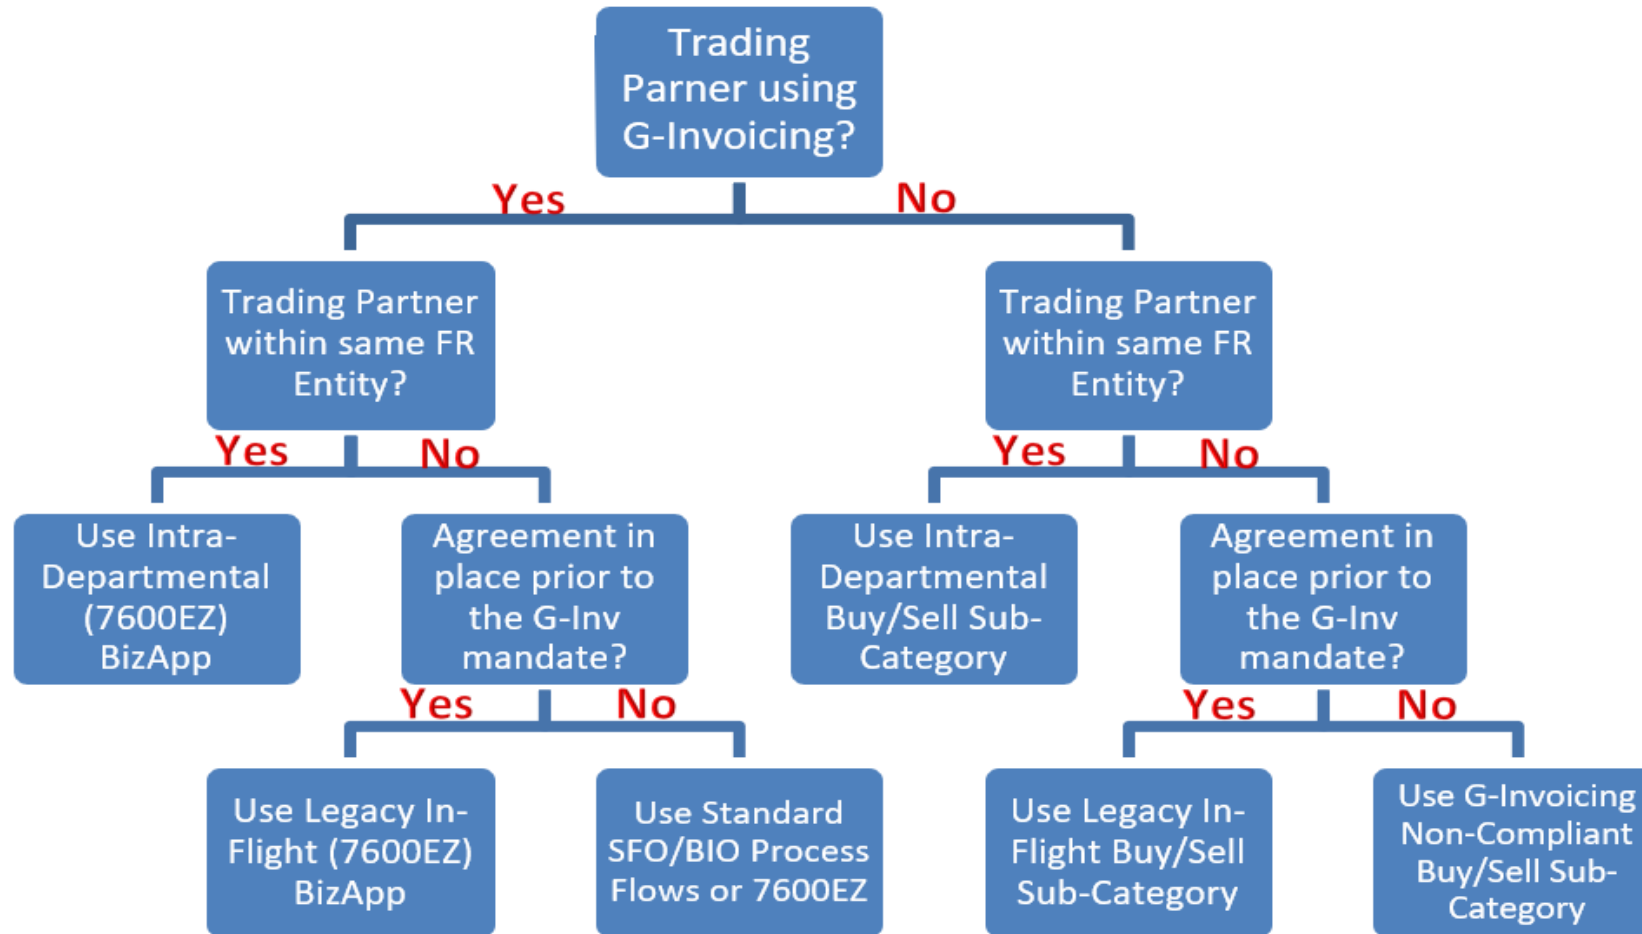 Trading
Parner using
G-Invoicing?
Yes
No
Trading Partner
within same FR
Entity?
Trading Partner
within same FR
Entity?
Yes
No
Yes
No
Use Intra-
Departmental
(7600EZ)
BizApp
Agreement in
place prior to
the G-Inv
mandate?
Use Intra-
Departmental
Buy/Sell Sub-
Category
Agreement in
place prior to
the G-Inv
mandate?
Yes
No
Yes
No
Use Legacy In-
Flight (7600EZ)
BizApp
Use Standard
SFO/BIO Process
Flows or 7600EZ
Use Legacy In-
Flight Buy/Sell
Sub-Category
Use G-Invoicing
Non-Compliant
Buy/Sell Sub-
Category